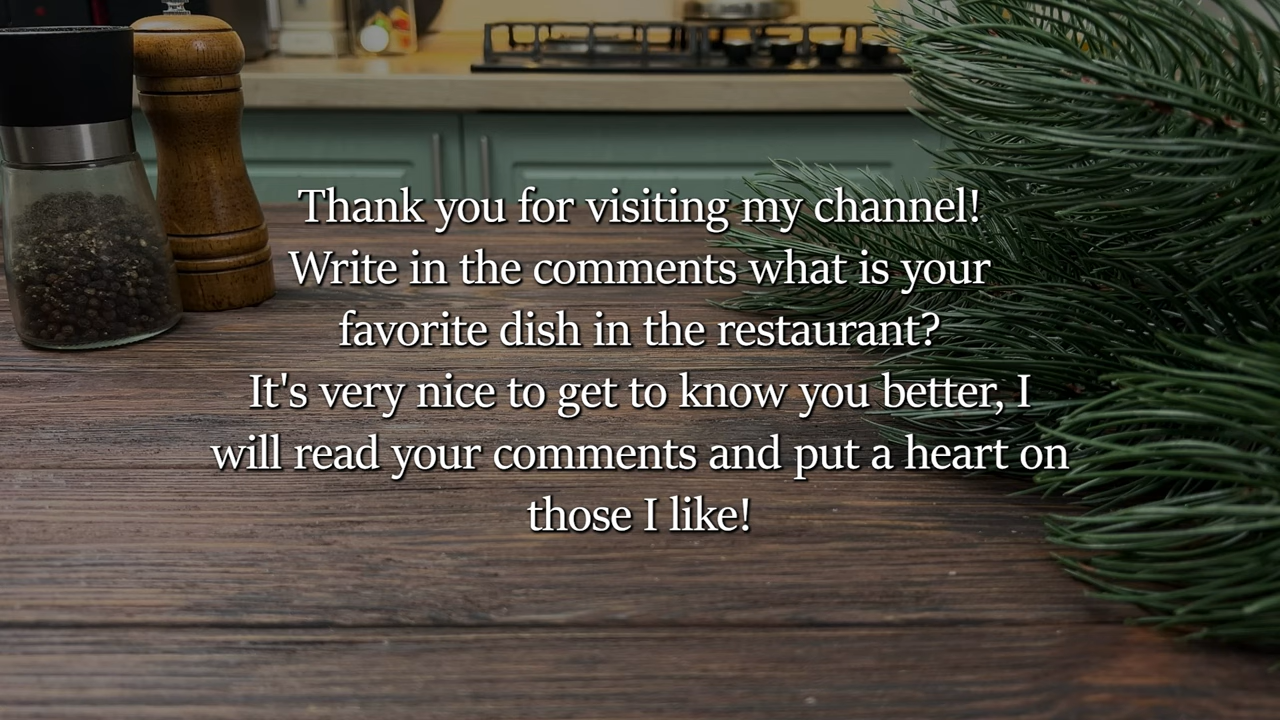 Thank you for visiting my channel!
Write in the comments what is your
favorite dish in the restaurant?
It's very nice to get to know you better, I
will read your comments and put a heart on
those I like!